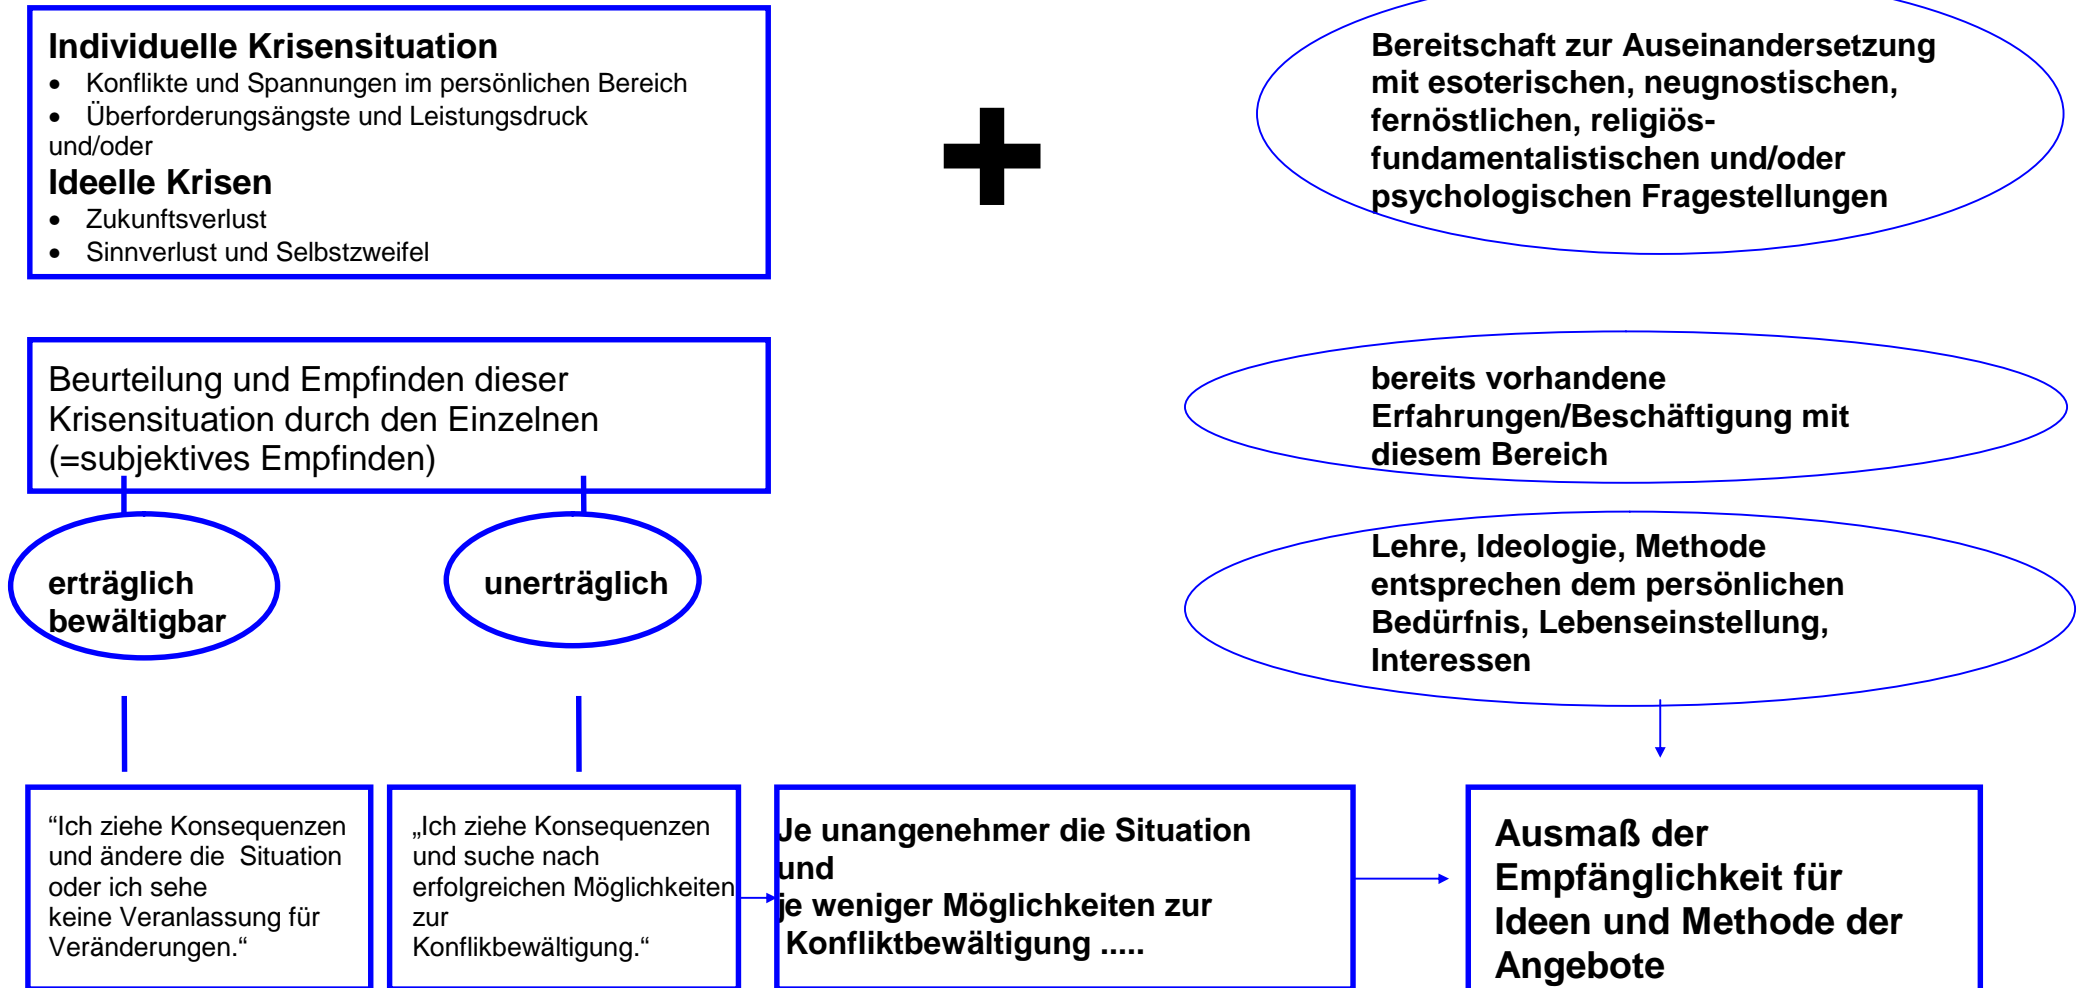 Individuelle Krisensituation
• Konflikte und Spannungen im persönlichen Bereich
• Überforderungsängste und Leistungsdruck
und/oder
Ideelle Krisen
• Zukunftsverlust
• Sinnverlust und Selbstzweifel
+
Bereitschaft zur Auseinandersetzung
mit esoterischen, neugnostischen,
fernöstlichen, religiös-
fundamentalistischen und/oder
psychologischen Fragestellungen
Beurteilung und Empfinden dieser
Krisensituation durch den Einzelnen
(=subjektives Empfinden)
bereits vorhandene
Erfahrungen/Beschäftigung mit
diesem Bereich
erträglich
bewältigbar
unerträglich
Lehre, Ideologie, Methode
entsprechen dem persönlichen
Bedürfnis, Lebenseinstellung,
Interessen
“Ich ziehe Konsequenzen
und ändere die  Situation
oder ich sehe
keine Veranlassung für
Veränderungen.“
„Ich ziehe Konsequenzen
und suche nach
erfolgreichen Möglichkeiten
zur
Konflikbewältigung.“
Je unangenehmer die Situation
und
je weniger Möglichkeiten zur
Konfliktbewältigung .....
Ausmaß der
Empfänglichkeit für
Ideen und Methode der
Angebote